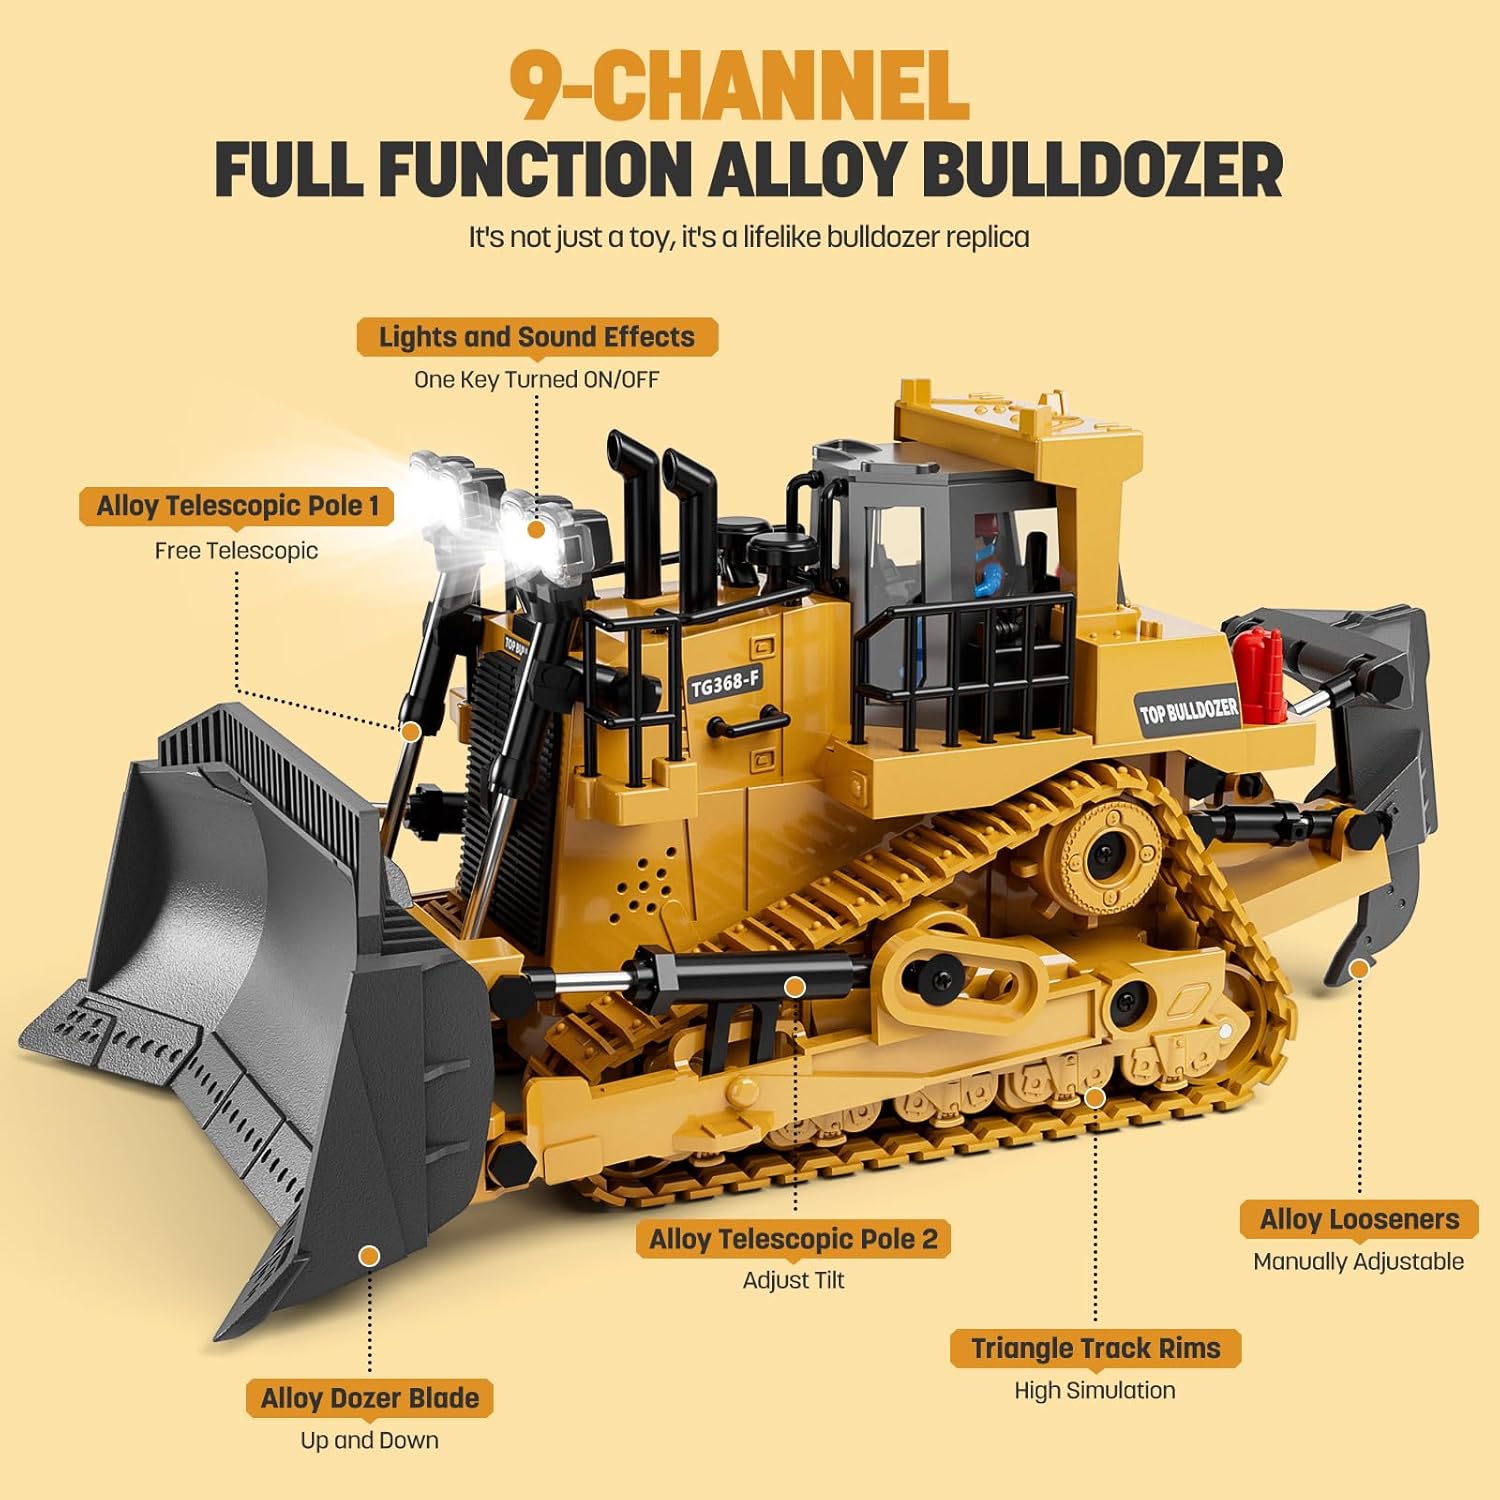 9-CHANNEL
FULL FUNCTION ALLOY BULLDOZER
It's not just a toy, it's a lifelike bulldozer replica
Lights and Sound Effects
One Key Turned ON/OFF
Alloy Telescopic Pole 1
Free Telescopic
TOP
TG368-F
TOP BULLDOZER
Alloy Telescopic Pole 2
Adjust Tilt
Alloy Looseners
Manually Adjustable
Triangle Track Rims
High Simulation
Alloy Dozer Blade
Up and Down